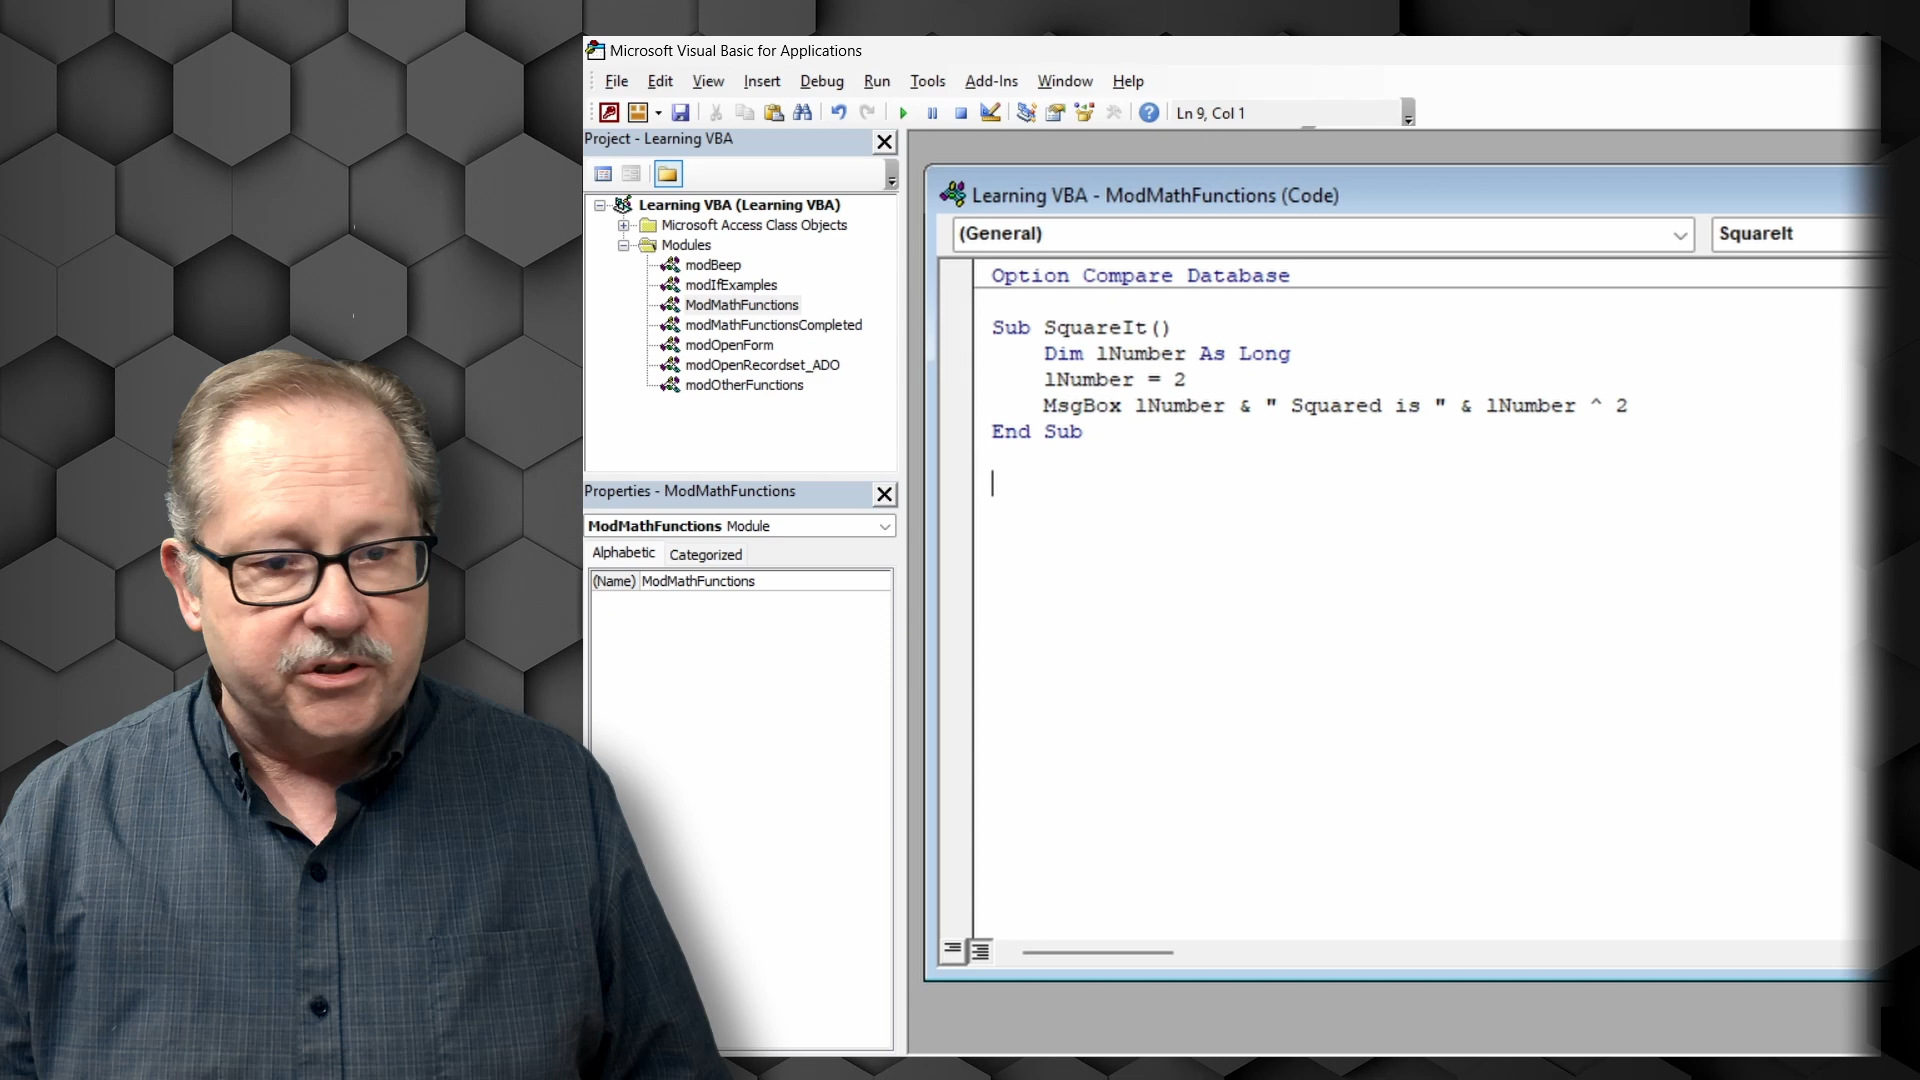 Microsoft Visual Basic for Applications
File Edit View Insert Debug Run Tools Add-Ins Window Help
Ln 9, Col 1
Project - Learning VBA
Learning VBA (Learning VBA)
Microsoft Access Class Objects
Modules
modBeep
modIfExamples
ModMathFunctions
modMathFunctionsCompleted
modOpenForm
modOpenRecordset_ADO
modOtherFunctions
Properties - ModMathFunctions
ModMathFunctions Module
Alphabetic Categorized
(Name) ModMathFunctions
Learning VBA - ModMathFunctions (Code)
(General) SquareIt
Option Compare Database
Sub SquareIt()
Dim lNumber As Long
lNumber = 2
MsgBox lNumber & " Squared is " & lNumber ^ 2
End Sub